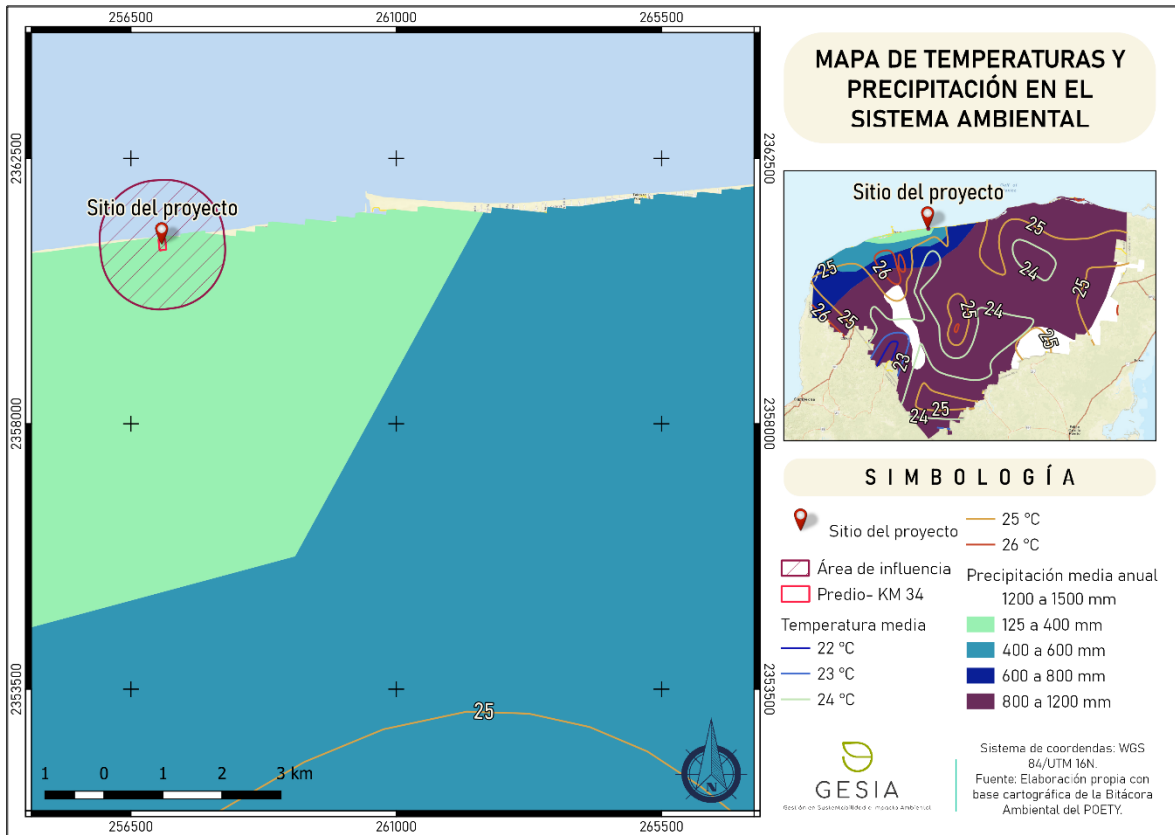 256500
261000
265500
2362500
2358000
2353500
Sitio del proyecto
25
1 0 1 2 3 km
N
2362500
2358000
2353500
256500
261000
265500
MAPA DE TEMPERATURAS Y
PRECIPITACIÓN EN EL
SISTEMA AMBIENTAL
Sitio del proyecto
25
25
26
24
25
26
25
25
24
25
23
24
25
SIMBOLOGÍA
Sitio del proyecto
Área de influencia
Predio- KM 34
Temperatura media
22 °C
23 °C
24 °C
25 °C
26 °C
Precipitación media anual
1200 a 1500 mm
125 a 400 mm
400 a 600 mm
600 a 800 mm
800 a 1200 mm
GESIA
Sistema de coordendas: WGS
84/UTM 16N.
Fuente: Elaboración propia con
base cartográfica de la Bitácora
Ambiental del POETY.